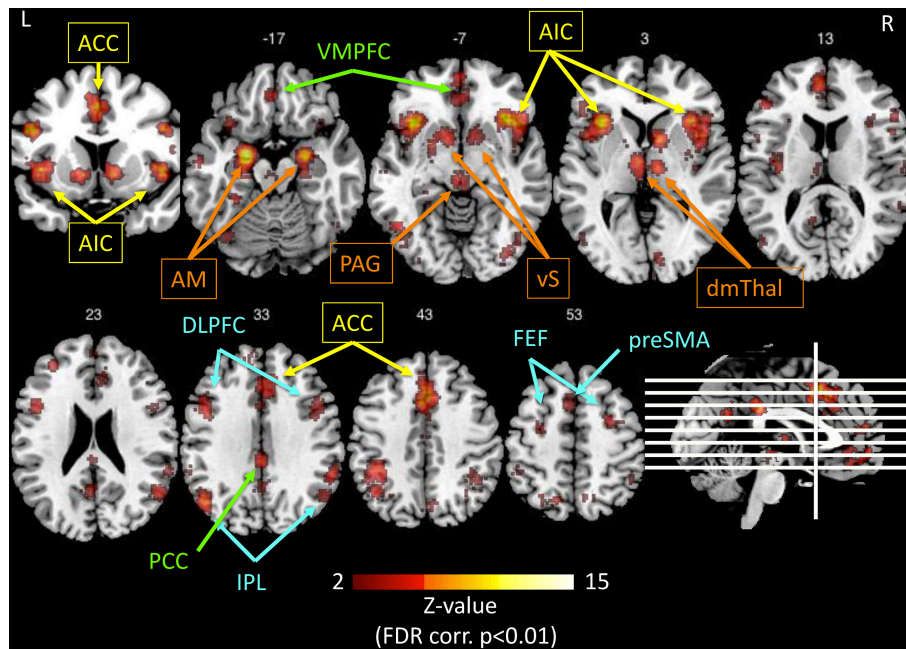 L
R
ACC
-17
VMPFC
-7
AIC
3
13
AIC
AM
PAG
vS
dmThal
23
DLPFC
33
ACC
43
FEF
53
preSMA
PCC
IPL
2
15
Z-value
(FDR corr. p<0.01)